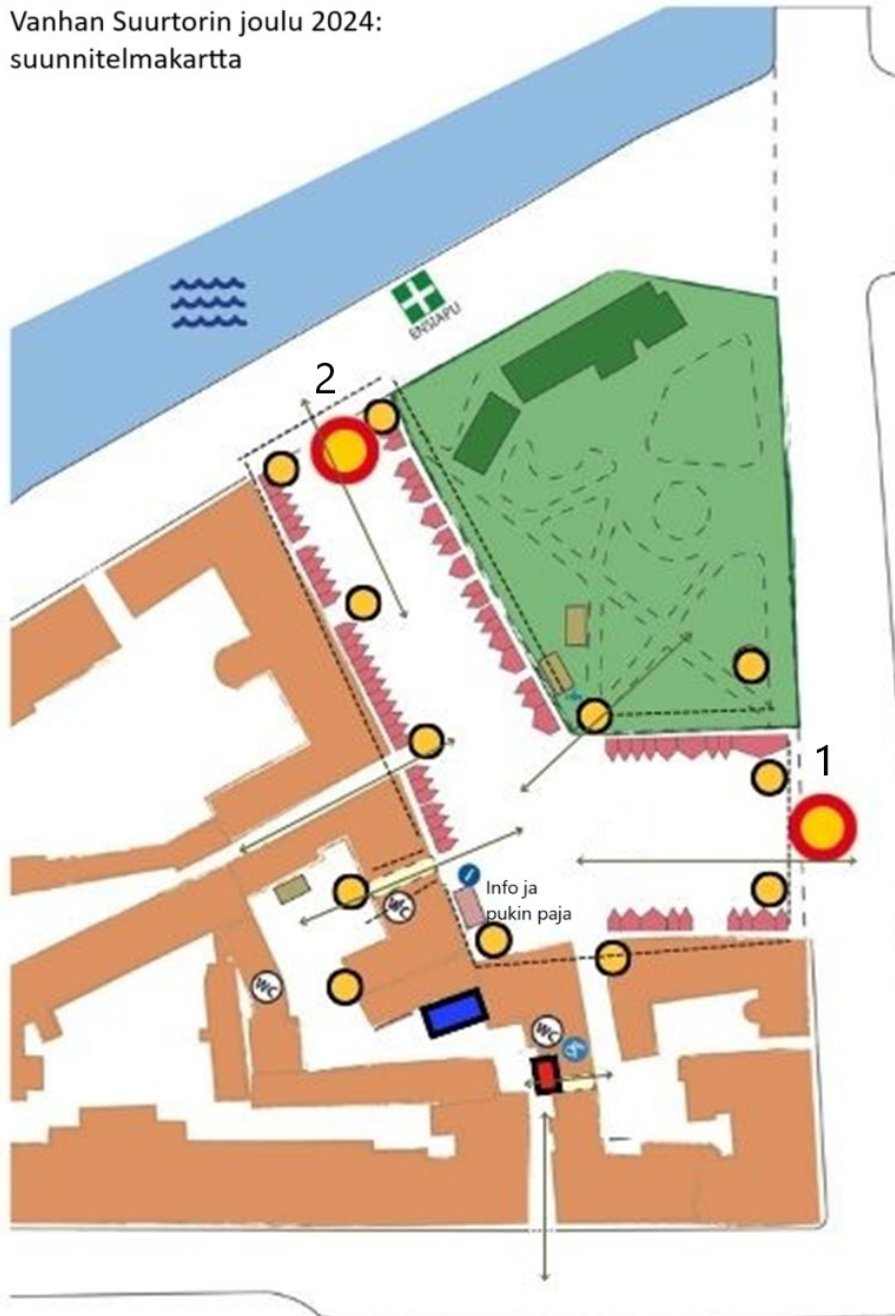 Vanhan Suurtorin joulu 2024:
suunnitelmakartta
ENSIAPU
2
1
i
Info ja
pukin paja
WC
WC
WC